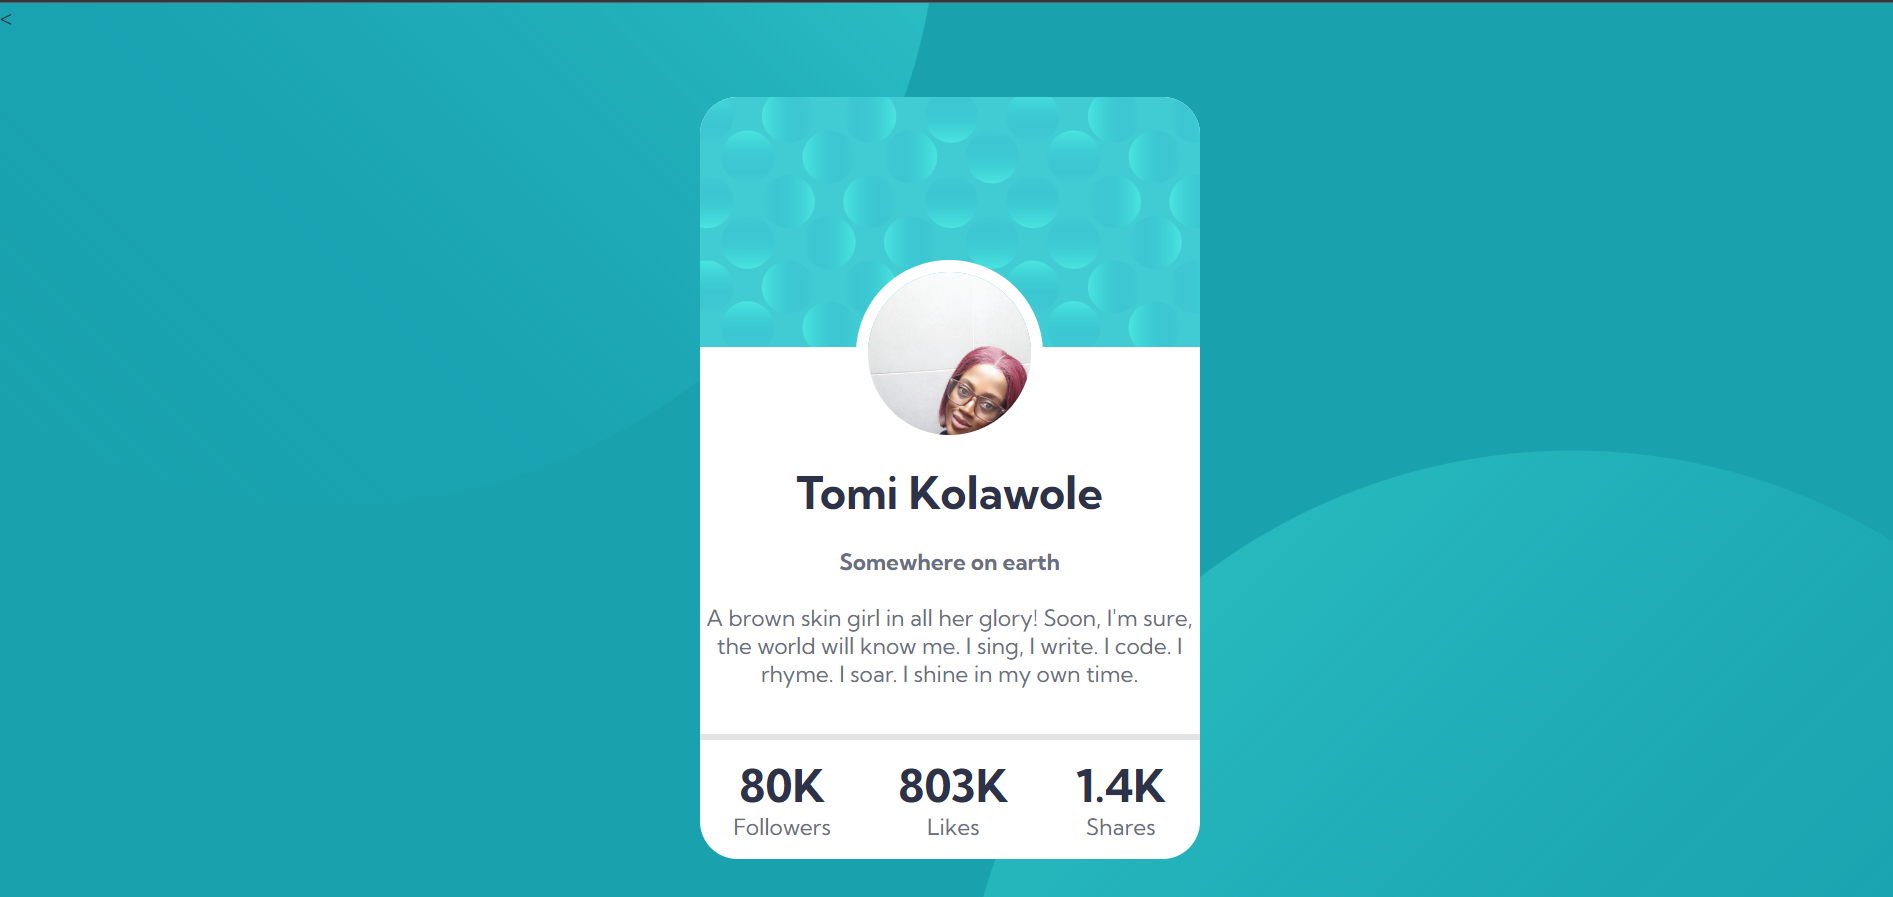 <
Tomi Kolawole
Somewhere on earth
A brown skin girl in all her glory! Soon, I'm sure,
the world will know me. I sing, I write. I code. I
rhyme. I soar. I shine in my own time.
80K 803K 1.4K
Followers Likes Shares